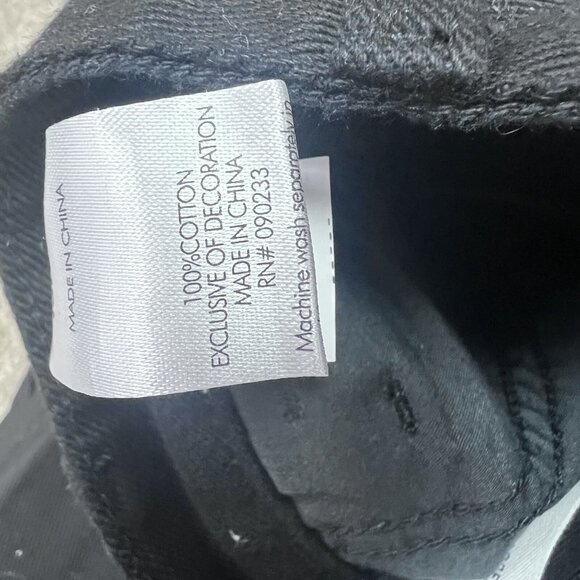 MADE IN CHINA
100%COTTON
EXCLUSIVE OF DECORATION
MADE IN CHINA
RN# 090233
Machine wash separately in